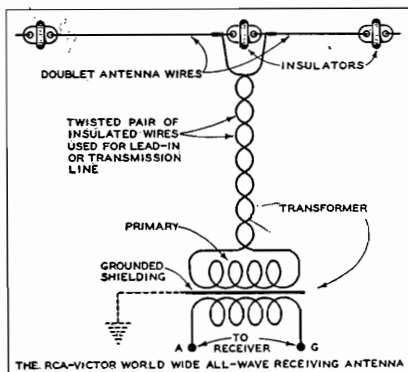 DOUBLET ANTENNA WIRES
INSULATORS
TWISTED PAIR OF
INSULATED WIRES
USED FOR LEAD-IN
OR TRANSMISSION
LINE
TRANSFORMER
PRIMARY
GROUNDED
SHIELDING
TO
A RECEIVER G
THE RCA-VICTOR WORLD WIDE ALL-WAVE RECEIVING ANTENNA